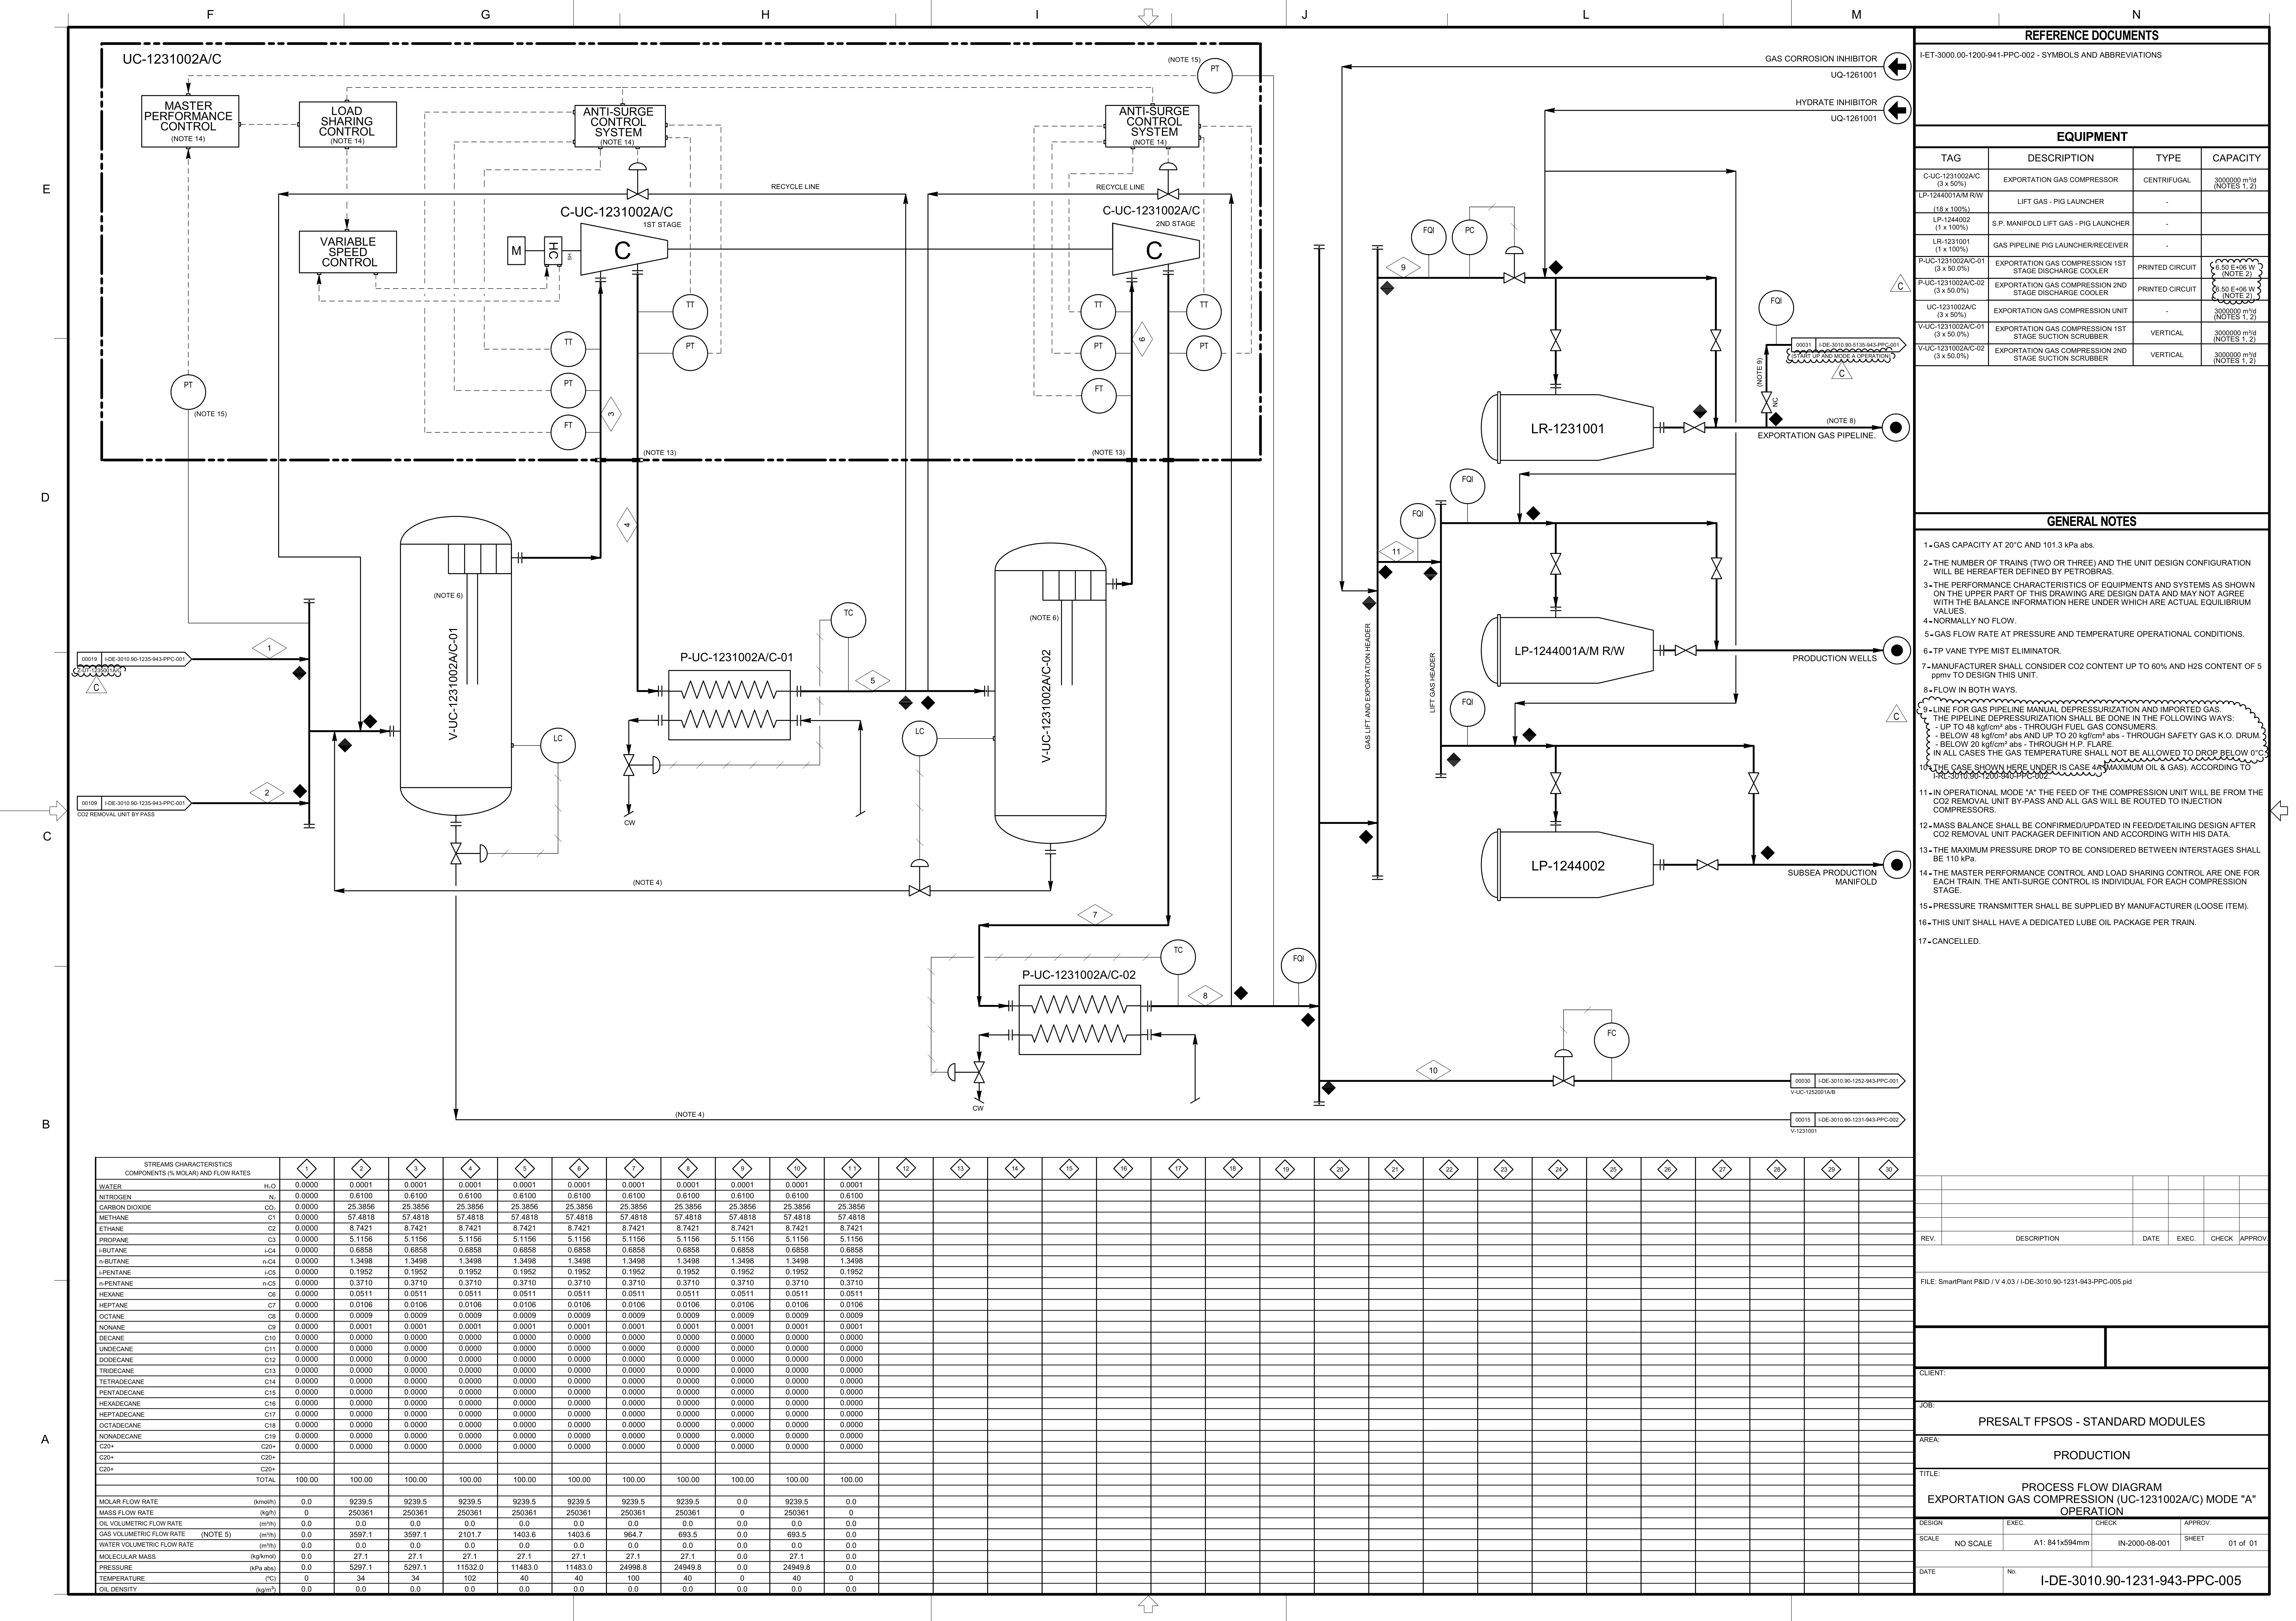 F G H I J L M N
UC-1231002A/C
MASTER
PERFORMANCE
CONTROL
(NOTE 14)
LOAD
SHARING
CONTROL
(NOTE 14)
ANTI-SURGE
CONTROL
SYSTEM
(NOTE 14)
ANTI-SURGE
CONTROL
SYSTEM
(NOTE 14)
(NOTE 15)
PT
VARIABLE
SPEED
CONTROL
RECYCLE LINE
RECYCLE LINE
C-UC-1231002A/C
1ST STAGE
C-UC-1231002A/C
2ND STAGE
M
HC
SH
C
C
TT
PT
TT
PT
FT
TT
PT
FT
TT
PT
PT
(NOTE 15)
3
6
(NOTE 13)
(NOTE 13)
4
V-UC-1231002A/C-01
(NOTE 6)
V-UC-1231002A/C-02
(NOTE 6)
P-UC-1231002A/C-01
TC
5
LC
LC
CW
1
00019 I-DE-3010.90-1235-943-PPC-001
Z-UT-1235001A/C
C
2
00109 I-DE-3010.90-1235-943-PPC-001
CO2 REMOVAL UNIT BY PASS
(NOTE 4)
7
TC
P-UC-1231002A/C-02
8
FQI
CW
(NOTE 4)
GAS CORROSION INHIBITOR
UQ-1261001
HYDRATE INHIBITOR
UQ-1261001
9
FQI
PC
FQI
00031 I-DE-3010.90-5135-943-PPC-001
(START UP AND MODE A OPERATION)
C
(NOTE 9)
NC
LR-1231001
(NOTE 8)
EXPORTATION GAS PIPELINE.
FQI
FQI
11
LP-1244001A/M R/W
PRODUCTION WELLS
GAS LIFT AND EXPORTATION HEADER
LIFT GAS HEADER
FQI
LP-1244002
SUBSEA PRODUCTION
MANIFOLD
FC
10
00030 I-DE-3010.90-1252-943-PPC-001
V-UC-1252001A/B
00015 I-DE-3010.90-1231-943-PPC-002
V-1231001
E
D
C
B
A
REFERENCE DOCUMENTS
I-ET-3000.00-1200-941-PPC-002 - SYMBOLS AND ABBREVIATIONS
EQUIPMENT
TAG DESCRIPTION TYPE CAPACITY
C-UC-1231002A/C (3 x 50%) EXPORTATION GAS COMPRESSOR CENTRIFUGAL 3000000 m³/d (NOTES 1, 2)
LP-1244001A/M R/W (18 x 100%) LIFT GAS - PIG LAUNCHER -
LP-1244002 (1 x 100%) S.P. MANIFOLD LIFT GAS - PIG LAUNCHER -
LR-1231001 (1 x 100%) GAS PIPELINE PIG LAUNCHER/RECEIVER -
P-UC-1231002A/C-01 (3 x 50.0%) EXPORTATION GAS COMPRESSION 1ST STAGE DISCHARGE COOLER PRINTED CIRCUIT 6.50 E+06 W (NOTE 2)
C
P-UC-1231002A/C-02 (3 x 50.0%) EXPORTATION GAS COMPRESSION 2ND STAGE DISCHARGE COOLER PRINTED CIRCUIT 6.50 E+06 W (NOTE 2)
UC-1231002A/C (3 x 50%) EXPORTATION GAS COMPRESSION UNIT - 3000000 m³/d (NOTES 1, 2)
V-UC-1231002A/C-01 (3 x 50.0%) EXPORTATION GAS COMPRESSION 1ST STAGE SUCTION SCRUBBER VERTICAL 3000000 m³/d (NOTES 1, 2)
V-UC-1231002A/C-02 (3 x 50.0%) EXPORTATION GAS COMPRESSION 2ND STAGE SUCTION SCRUBBER VERTICAL 3000000 m³/d (NOTES 1, 2)
GENERAL NOTES
1-GAS CAPACITY AT 20°C AND 101.3 kPa abs.
2-THE NUMBER OF TRAINS (TWO OR THREE) AND THE UNIT DESIGN CONFIGURATION
WILL BE HEREAFTER DEFINED BY PETROBRAS.
3-THE PERFORMANCE CHARACTERISTICS OF EQUIPMENTS AND SYSTEMS AS SHOWN
ON THE UPPER PART OF THIS DRAWING ARE DESIGN DATA AND MAY NOT AGREE
WITH THE BALANCE INFORMATION HERE UNDER WHICH ARE ACTUAL EQUILIBRIUM
VALUES.
4-NORMALLY NO FLOW.
5-GAS FLOW RATE AT PRESSURE AND TEMPERATURE OPERATIONAL CONDITIONS.
6-TP VANE TYPE MIST ELIMINATOR.
7-MANUFACTURER SHALL CONSIDER CO2 CONTENT UP TO 60% AND H2S CONTENT OF 5
ppmv TO DESIGN THIS UNIT.
8-FLOW IN BOTH WAYS.
C
9-LINE FOR GAS PIPELINE MANUAL DEPRESSURIZATION AND IMPORTED GAS.
THE PIPELINE DEPRESSURIZATION SHALL BE DONE IN THE FOLLOWING WAYS:
- UP TO 48 kgf/cm² abs - THROUGH FUEL GAS CONSUMERS.
- BELOW 48 kgf/cm² abs AND UP TO 20 kgf/cm² abs - THROUGH SAFETY GAS K.O. DRUM.
- BELOW 20 kgf/cm² abs - THROUGH H.P. FLARE.
IN ALL CASES THE GAS TEMPERATURE SHALL NOT BE ALLOWED TO DROP BELOW 0°C.
10-THE CASE SHOWN HERE UNDER IS CASE 4A (MAXIMUM OIL & GAS). ACCORDING TO
I-RL-3010.90-1200-940-PPC-002.
11-IN OPERATIONAL MODE "A" THE FEED OF THE COMPRESSION UNIT WILL BE FROM THE
CO2 REMOVAL UNIT BY-PASS AND ALL GAS WILL BE ROUTED TO INJECTION
COMPRESSORS.
12-MASS BALANCE SHALL BE CONFIRMED/UPDATED IN FEED/DETAILING DESIGN AFTER
CO2 REMOVAL UNIT PACKAGER DEFINITION AND ACCORDING WITH HIS DATA.
13-THE MAXIMUM PRESSURE DROP TO BE CONSIDERED BETWEEN INTERSTAGES SHALL
BE 110 kPa.
14-THE MASTER PERFORMANCE CONTROL AND LOAD SHARING CONTROL ARE ONE FOR
EACH TRAIN. THE ANTI-SURGE CONTROL IS INDIVIDUAL FOR EACH COMPRESSION
STAGE.
15-PRESSURE TRANSMITTER SHALL BE SUPPLIED BY MANUFACTURER (LOOSE ITEM).
16-THIS UNIT SHALL HAVE A DEDICATED LUBE OIL PACKAGE PER TRAIN.
17-CANCELLED.
STREAMS CHARACTERISTICS
COMPONENTS (% MOLAR) AND FLOW RATES
1 2 3 4 5 6 7 8 9 10 11 12 13 14 15 16 17 18 19 20 21 22 23 24 25 26 27 28 29 30
WATER H₂O 0.0000 0.0001 0.0001 0.0001 0.0001 0.0001 0.0001 0.0001 0.0001 0.0001 0.0001
NITROGEN N₂ 0.0000 0.6100 0.6100 0.6100 0.6100 0.6100 0.6100 0.6100 0.6100 0.6100 0.6100
CARBON DIOXIDE CO₂ 0.0000 25.3856 25.3856 25.3856 25.3856 25.3856 25.3856 25.3856 25.3856 25.3856 25.3856
METHANE C1 0.0000 57.4818 57.4818 57.4818 57.4818 57.4818 57.4818 57.4818 57.4818 57.4818 57.4818
ETHANE C2 0.0000 8.7421 8.7421 8.7421 8.7421 8.7421 8.7421 8.7421 8.7421 8.7421 8.7421
PROPANE C3 0.0000 5.1156 5.1156 5.1156 5.1156 5.1156 5.1156 5.1156 5.1156 5.1156 5.1156
i-BUTANE i-C4 0.0000 0.6858 0.6858 0.6858 0.6858 0.6858 0.6858 0.6858 0.6858 0.6858 0.6858
n-BUTANE n-C4 0.0000 1.3498 1.3498 1.3498 1.3498 1.3498 1.3498 1.3498 1.3498 1.3498 1.3498
i-PENTANE i-C5 0.0000 0.1952 0.1952 0.1952 0.1952 0.1952 0.1952 0.1952 0.1952 0.1952 0.1952
n-PENTANE n-C5 0.0000 0.3710 0.3710 0.3710 0.3710 0.3710 0.3710 0.3710 0.3710 0.3710 0.3710
HEXANE C6 0.0000 0.0511 0.0511 0.0511 0.0511 0.0511 0.0511 0.0511 0.0511 0.0511 0.0511
HEPTANE C7 0.0000 0.0106 0.0106 0.0106 0.0106 0.0106 0.0106 0.0106 0.0106 0.0106 0.0106
OCTANE C8 0.0000 0.0009 0.0009 0.0009 0.0009 0.0009 0.0009 0.0009 0.0009 0.0009 0.0009
NONANE C9 0.0000 0.0001 0.0001 0.0001 0.0001 0.0001 0.0001 0.0001 0.0001 0.0001 0.0001
DECANE C10 0.0000 0.0000 0.0000 0.0000 0.0000 0.0000 0.0000 0.0000 0.0000 0.0000 0.0000
UNDECANE C11 0.0000 0.0000 0.0000 0.0000 0.0000 0.0000 0.0000 0.0000 0.0000 0.0000 0.0000
DODECANE C12 0.0000 0.0000 0.0000 0.0000 0.0000 0.0000 0.0000 0.0000 0.0000 0.0000 0.0000
TRIDECANE C13 0.0000 0.0000 0.0000 0.0000 0.0000 0.0000 0.0000 0.0000 0.0000 0.0000 0.0000
TETRADECANE C14 0.0000 0.0000 0.0000 0.0000 0.0000 0.0000 0.0000 0.0000 0.0000 0.0000 0.0000
PENTADECANE C15 0.0000 0.0000 0.0000 0.0000 0.0000 0.0000 0.0000 0.0000 0.0000 0.0000 0.0000
HEXADECANE C16 0.0000 0.0000 0.0000 0.0000 0.0000 0.0000 0.0000 0.0000 0.0000 0.0000 0.0000
HEPTADECANE C17 0.0000 0.0000 0.0000 0.0000 0.0000 0.0000 0.0000 0.0000 0.0000 0.0000 0.0000
OCTADECANE C18 0.0000 0.0000 0.0000 0.0000 0.0000 0.0000 0.0000 0.0000 0.0000 0.0000 0.0000
NONADECANE C19 0.0000 0.0000 0.0000 0.0000 0.0000 0.0000 0.0000 0.0000 0.0000 0.0000 0.0000
C20+ C20+ 0.0000 0.0000 0.0000 0.0000 0.0000 0.0000 0.0000 0.0000 0.0000 0.0000 0.0000
C20+ C20+
C20+ C20+
TOTAL 100.00 100.00 100.00 100.00 100.00 100.00 100.00 100.00 100.00 100.00 100.00
MOLAR FLOW RATE (kmol/h) 0.0 9239.5 9239.5 9239.5 9239.5 9239.5 9239.5 9239.5 0.0 9239.5 0.0
MASS FLOW RATE (kg/h) 0 250361 250361 250361 250361 250361 250361 250361 0 250361 0
OIL VOLUMETRIC FLOW RATE (m³/h) 0.0 0.0 0.0 0.0 0.0 0.0 0.0 0.0 0.0 0.0 0.0
GAS VOLUMETRIC FLOW RATE (NOTE 5) (m³/h) 0.0 3597.1 3597.1 2101.7 1403.6 1403.6 964.7 693.5 0.0 693.5 0.0
WATER VOLUMETRIC FLOW RATE (m³/h) 0.0 0.0 0.0 0.0 0.0 0.0 0.0 0.0 0.0 0.0 0.0
MOLECULAR MASS (kg/kmol) 0.0 27.1 27.1 27.1 27.1 27.1 27.1 27.1 0.0 27.1 0.0
PRESSURE (kPa abs) 0.0 5297.1 5297.1 11532.0 11483.0 11483.0 24998.8 24949.8 0.0 24949.8 0.0
TEMPERATURE (ºC) 0 34 34 102 40 40 100 40 0 40 0
OIL DENSITY (kg/m³) 0.0 0.0 0.0 0.0 0.0 0.0 0.0 0.0 0.0 0.0 0.0
REV. DESCRIPTION DATE EXEC. CHECK APPROV.
FILE: SmartPlant P&ID / V 4.03 / I-DE-3010.90-1231-943-PPC-005.pid
CLIENT:
JOB:
PRESALT FPSOS - STANDARD MODULES
AREA:
PRODUCTION
TITLE:
PROCESS FLOW DIAGRAM
EXPORTATION GAS COMPRESSION (UC-1231002A/C) MODE "A"
OPERATION
DESIGN EXEC. CHECK APPROV.
SCALE NO SCALE A1: 841x594mm IN-2000-08-001 SHEET 01 of 01
DATE No. I-DE-3010.90-1231-943-PPC-005